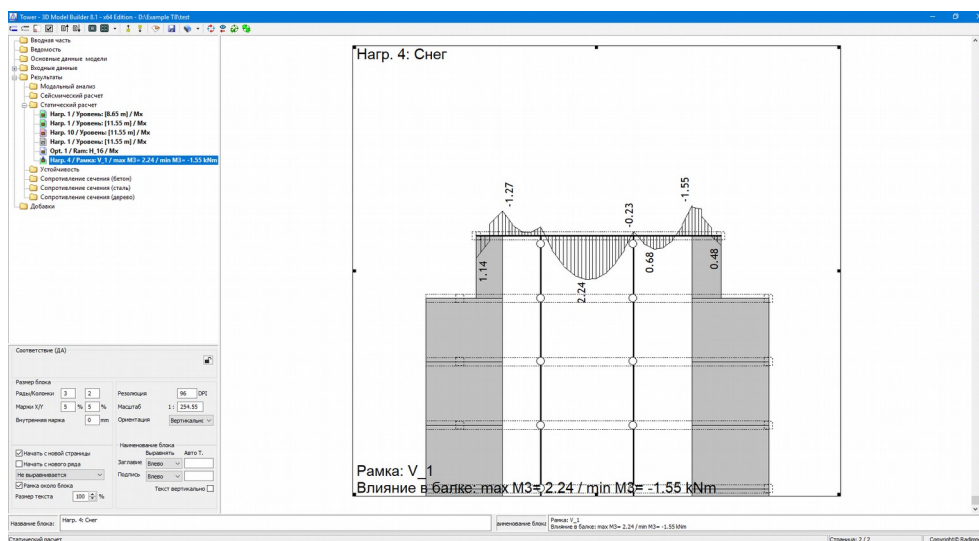 Tower - 3D Model Builder 8.1 - x64 Edition - D:\Example TII\test
Вводная часть
Ведомость
Основные данные модели
Входные данные
Результаты
Модальный анализ
Сейсмический расчет
Статический расчет
Нагр. 1 / Уровень: [8.65 m] / Mx
Нагр. 1 / Уровень: [11.55 m] / Mx
Нагр. 10 / Уровень: [11.55 m] / Mx
Нагр. 1 / Уровень: [11.55 m] / Mx
Opt. 1 / Ram: H_16 / Mx
Нагр. 4 / Рамка: V_1 / max M3= 2.24 / min M3= -1.55 kNm
Устойчивость
Сопротивление сечения (бетон)
Сопротивление сечения (сталь)
Сопротивление сечения (дерево)
Добавки
Соответствие (ДА)
Размер блока
Ряды/Колонки 3 2
Маржи X/Y 5 % 5 %
Внутренняя маржа 0 mm
Резолюция 96 DPI
Масштаб 1: 254.55
Ориентация Вертикальнс
Начать с новой страницы
Начать с нового ряда
Не выравнивается
Рамка около блока
Размер текста 100 %
Наименование блока
Выравнять Авто Т.
Заглавие Влево
Подпись Влево
Текст вертикально
Нагр. 4: Снег
-1.27
-0.23
-1.55
1.14
2.24
0.68
0.48
Рамка: V_1
Влияние в балке: max M3= 2.24 / min M3= -1.55 kNm
Название блока: Нагр. 4: Снег
именование блока: Рамка: V_1
Влияние в балке: max M3= 2.24 / min M3= -1.55 kNm
Статический расчет
Страница: 2 / 2
Copyright© Radimpe